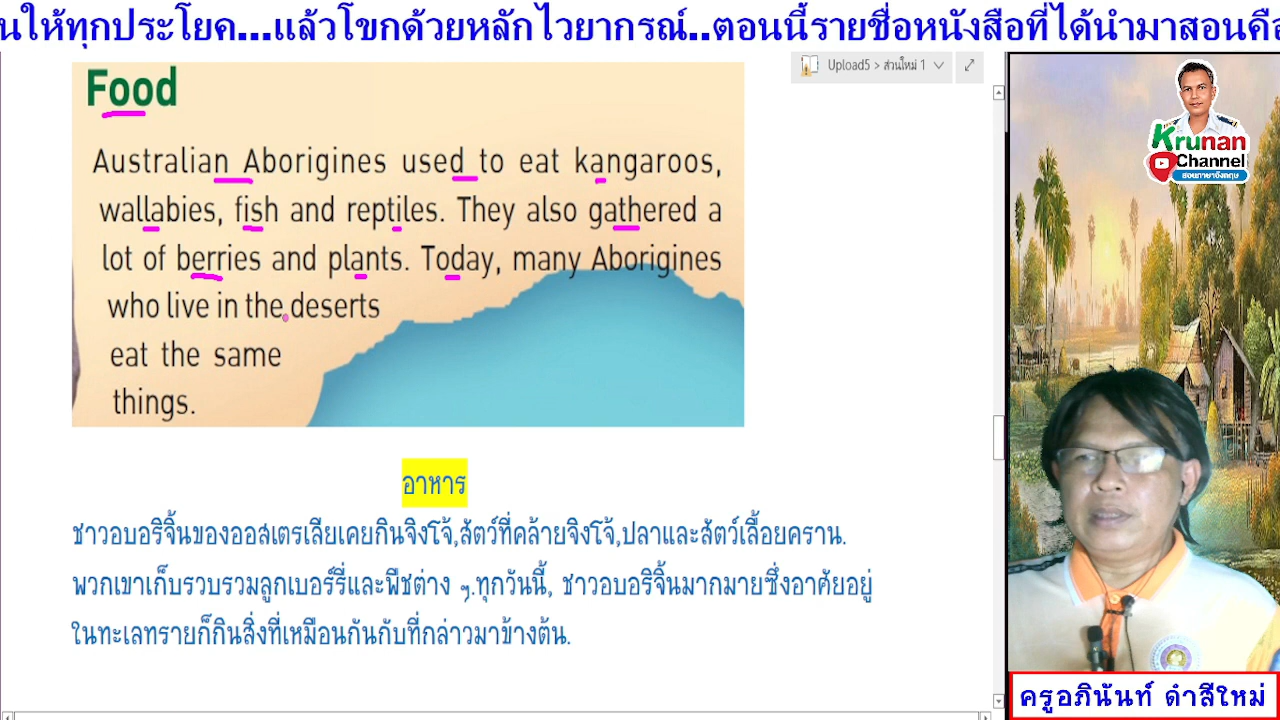 นให้ทุกประโยค...แล้วโขกด้วยหลักไวยากรณ์..ตอนนี้รายชื่อหนังสือที่ได้นำมาสอนคือ
Upload5 > ส่วนใหม่ 1
Food
Australian Aborigines used to eat kangaroos,
wallabies, fish and reptiles. They also gathered a
lot of berries and plants. Today, many Aborigines
who live in the deserts
eat the same
things.
อาหาร
ชาวอบอริจิ้นของออสเตรเลียเคยกินจิงโจ้,สัตว์ที่คล้ายจิงโจ้,ปลาและสัตว์เลื้อยคราน.
พวกเขาเก็บรวบรวมลูกเบอร์รี่และพืชต่าง ๆ.ทุกวันนี้, ชาวอบอริจิ้นมากมายซึ่งอาศัยอยู่
ในทะเลทรายก็กินสิ่งที่เหมือนกันกับที่กล่าวมาข้างต้น.
Krunan
Channel
สอนภาษาอังกฤษ
ครูอภินันท์ ดำสีใหม่